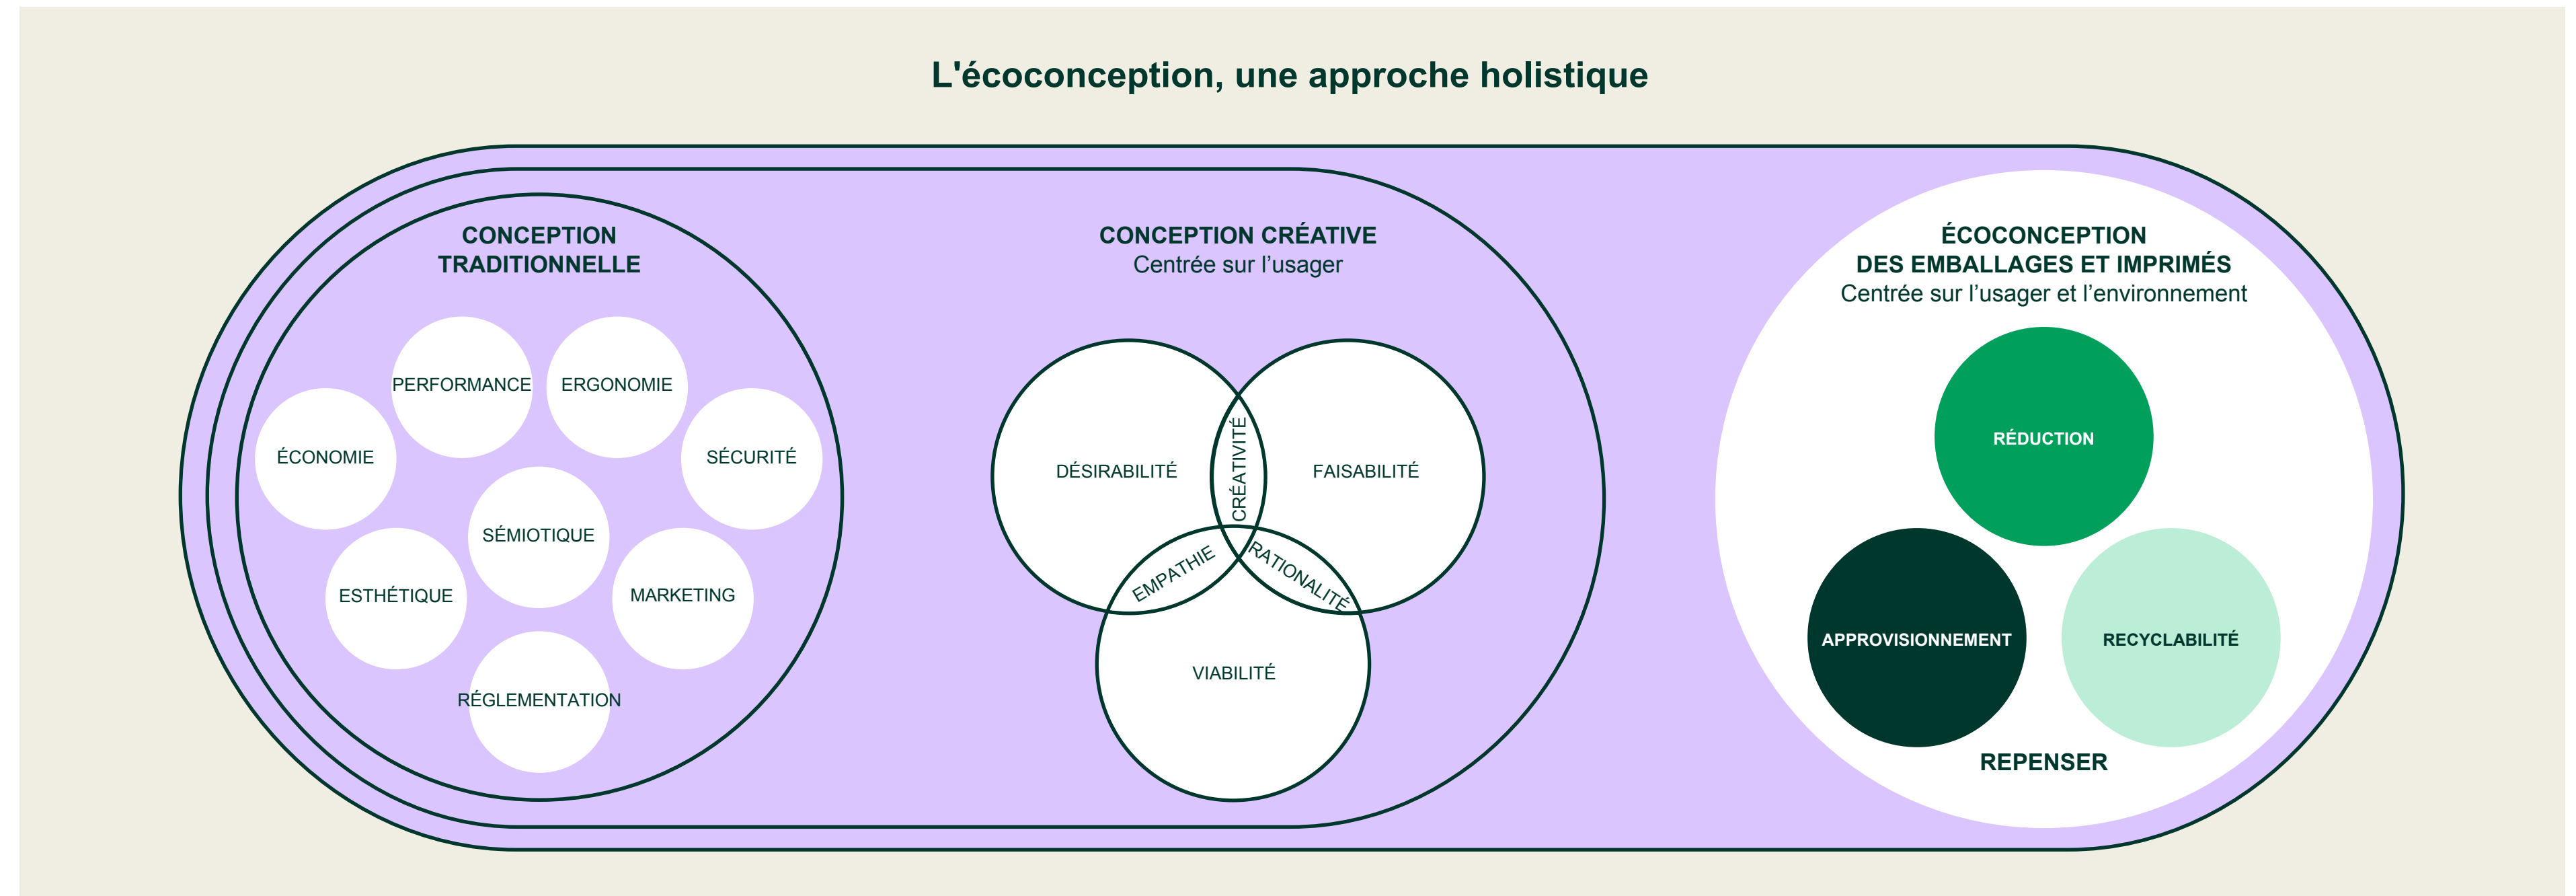 L'écoconception, une approche holistique
CONCEPTION
TRADITIONNELLE
PERFORMANCE
ERGONOMIE
ÉCONOMIE
SÉCURITÉ
SÉMIOTIQUE
ESTHÉTIQUE
MARKETING
RÉGLEMENTATION
CONCEPTION CRÉATIVE
Centrée sur l’usager
DÉSIRABILITÉ
CRÉATIVITÉ
FAISABILITÉ
EMPATHIE
RATIONALITÉ
VIABILITÉ
ÉCOCONCEPTION
DES EMBALLAGES ET IMPRIMÉS
Centrée sur l’usager et l’environnement
RÉDUCTION
APPROVISIONNEMENT
RECYCLABILITÉ
REPENSER